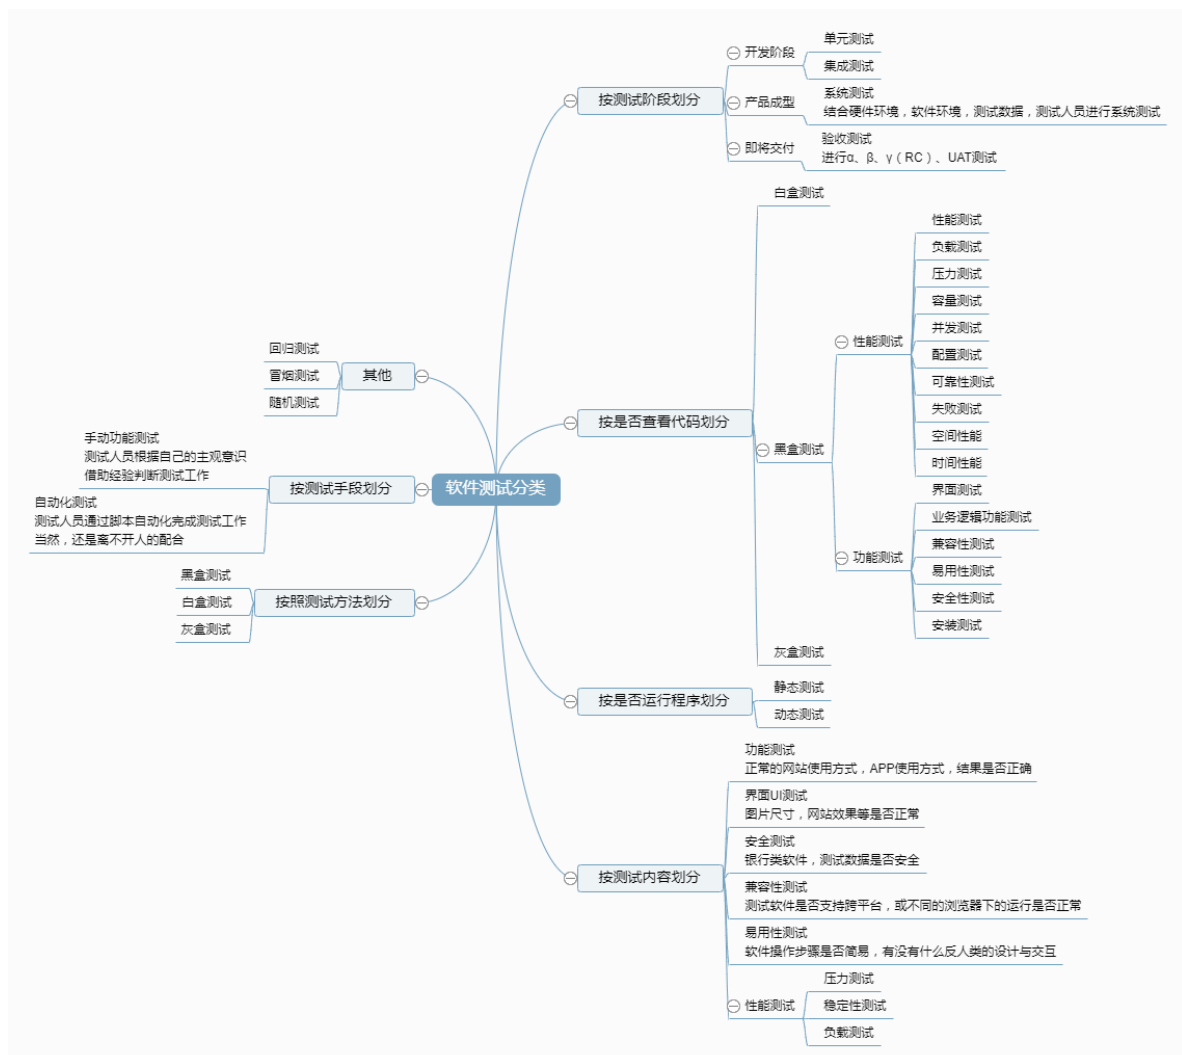 软件测试分类
按测试阶段划分
开发阶段
单元测试
集成测试
产品成型
系统测试
结合硬件环境，软件环境，测试数据，测试人员进行系统测试
即将交付
验收测试
进行α、β、γ（RC）、UAT测试
按是否查看代码划分
白盒测试
黑盒测试
性能测试
性能测试
负载测试
压力测试
容量测试
并发测试
配置测试
可靠性测试
失败测试
空间性能
时间性能
功能测试
界面测试
业务逻辑功能测试
兼容性测试
易用性测试
安全性测试
安装测试
灰盒测试
按是否运行程序划分
静态测试
动态测试
按测试内容划分
功能测试
正常的网站使用方式，APP使用方式，结果是否正确
界面UI测试
图片尺寸，网站效果等是否正常
安全测试
银行类软件，测试数据是否安全
兼容性测试
测试软件是否支持跨平台，或不同的浏览器下的运行是否正常
易用性测试
软件操作步骤是否简易，有没有什么反人类的设计与交互
性能测试
压力测试
稳定性测试
负载测试
其他
回归测试
冒烟测试
随机测试
按测试手段划分
手动功能测试
测试人员根据自己的主观意识
借助经验判断测试工作
自动化测试
测试人员通过脚本自动化完成测试工作
当然，还是离不开人的配合
按照测试方法划分
黑盒测试
白盒测试
灰盒测试